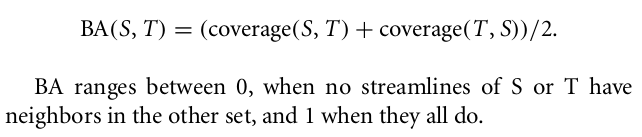 BA(S, T) = (coverage(S, T) + coverage(T, S))/2.
BA ranges between 0, when no streamlines of S or T have
neighbors in the other set, and 1 when they all do.